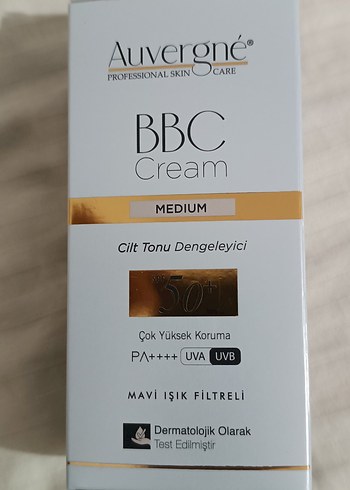 Auvergné®
PROFESSIONAL SKIN CARE
BBC
Cream
MEDIUM
Cilt Tonu Dengeleyici
50+
Çok Yüksek Koruma
PA++++ UVA UVB
MAVİ IŞIK FİLTRELİ
Dermatolojik Olarak
Test Edilmiştir